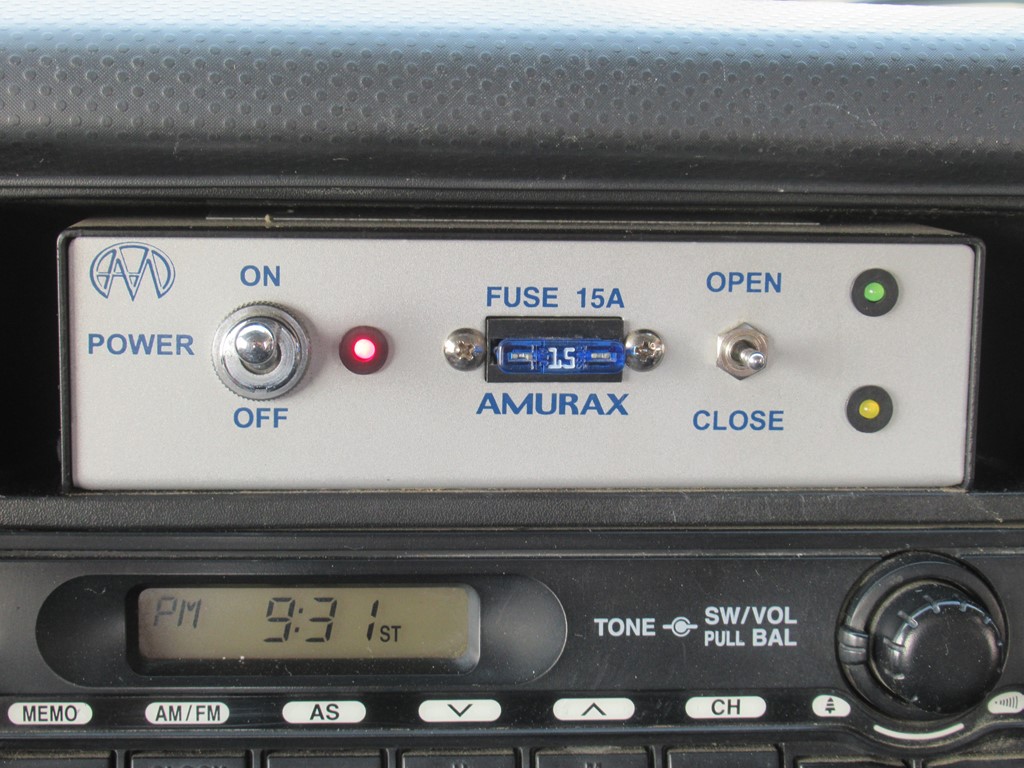 ON
POWER
OFF
FUSE 15A
15
AMURAX
OPEN
CLOSE
PM 9:31 ST
TONE SW/VOL
PULL BAL
MEMO AM/FM AS CH